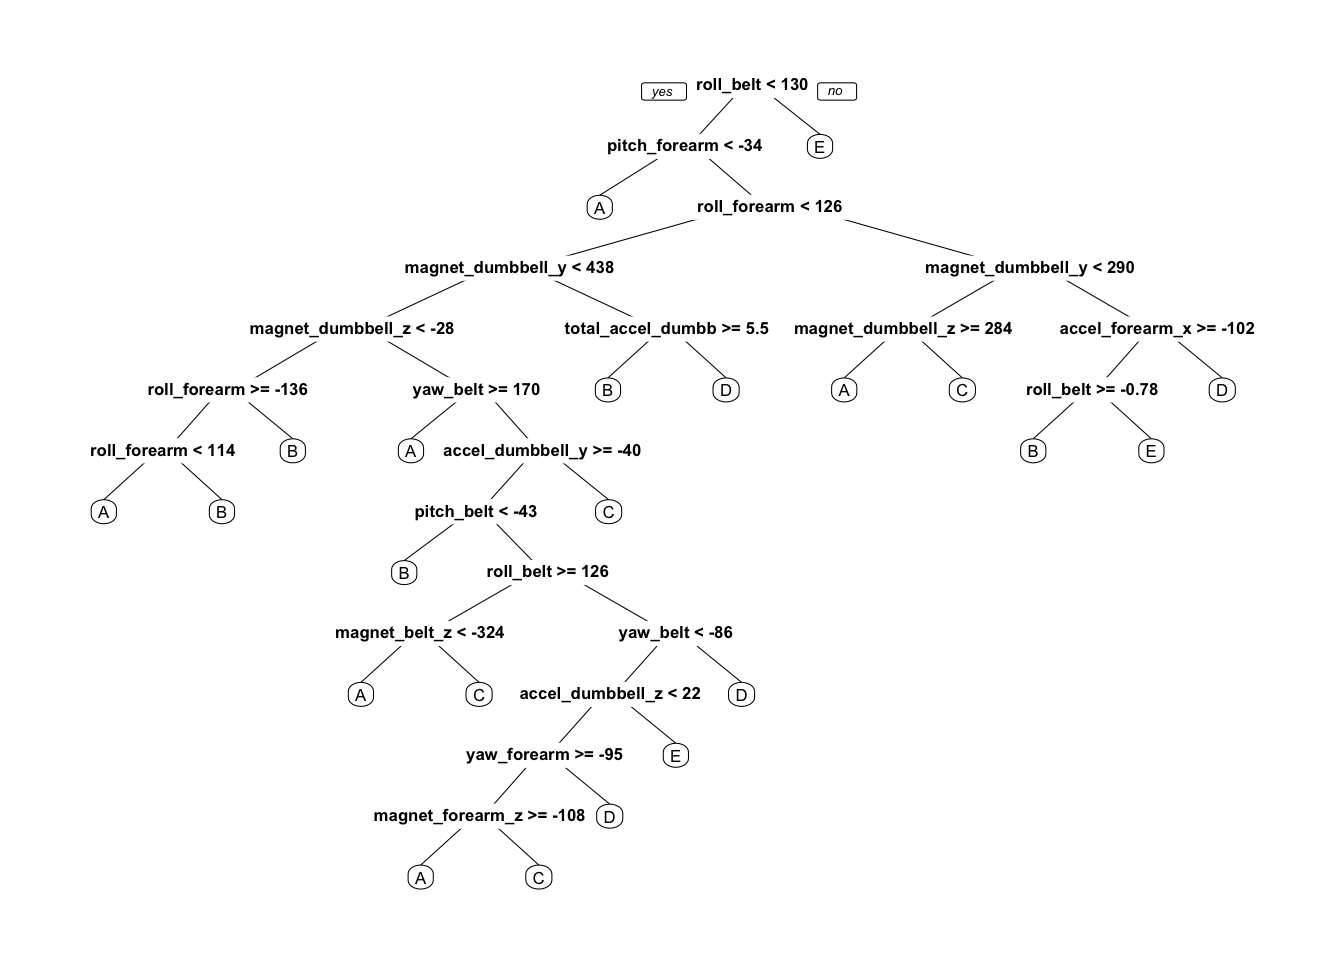 yes roll_belt < 130 no
pitch_forearm < -34 E
A roll_forearm < 126
magnet_dumbbell_y < 438 magnet_dumbbell_y < 290
magnet_dumbbell_z < -28 total_accel_dumbb >= 5.5 magnet_dumbbell_z >= 284 accel_forearm_x >= -102
roll_forearm >= -136 yaw_belt >= 170 B D A C roll_belt >= -0.78 D
roll_forearm < 114 B A accel_dumbbell_y >= -40 B E
A B pitch_belt < -43 C
B roll_belt >= 126
magnet_belt_z < -324 yaw_belt < -86
A C accel_dumbbell_z < 22 D
yaw_forearm >= -95 E
magnet_forearm_z >= -108 D
A C